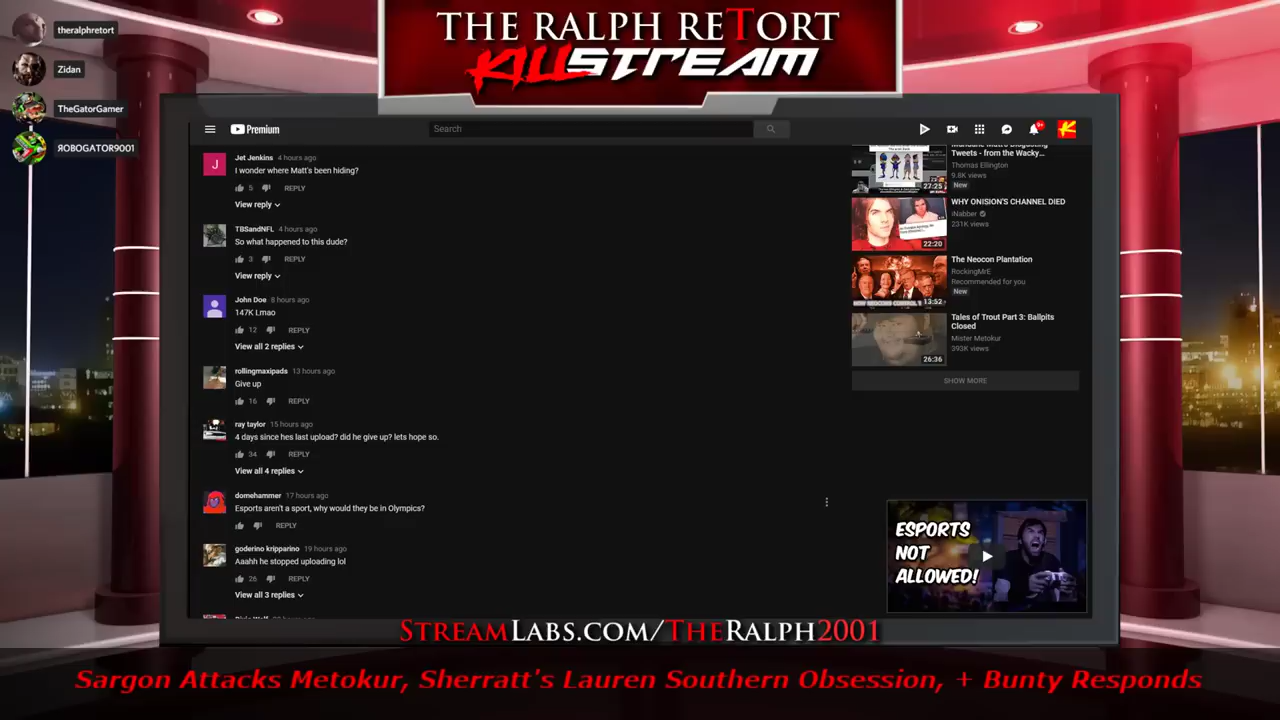 theralphretort
Zidan
TheGatorGamer
ЯOBOGATOR9001
THE RALPH RETORT
KILLSTREAM
Premium
Search
9+
J
Jet Jenkins 4 hours ago
I wonder where Matt's been hiding?
5 REPLY
View reply
TBSandNFL 4 hours ago
So what happened to this dude?
3 REPLY
View reply
John Doe 8 hours ago
147K Lmao
12 REPLY
View all 2 replies
rollingmaxipads 13 hours ago
Give up
16 REPLY
ray taylor 15 hours ago
4 days since hes last upload? did he give up? lets hope so.
34 REPLY
View all 4 replies
domehammer 17 hours ago
Esports aren't a sport, why would they be in Olympics?
REPLY
goderino kripparino 19 hours ago
Aaahh he stopped uploading lol
26 REPLY
View all 3 replies
Tweets - from the Wacky...
Thomas Ellington
9.8K views
New
27:25
WHY ONISION'S CHANNEL DIED
iNabber
231K views
22:20
The Neocon Plantation
RockingMrE
Recommended for you
New
13:52
Tales of Trout Part 3: Ballpits
Closed
Mister Metokur
393K views
26:36
SHOW MORE
ESPORTS
NOT
ALLOWED!
STREAMLABS.COM/THERALPH2001
Sargon Attacks Metokur, Sherratt's Lauren Southern Obsession, + Bunty Responds